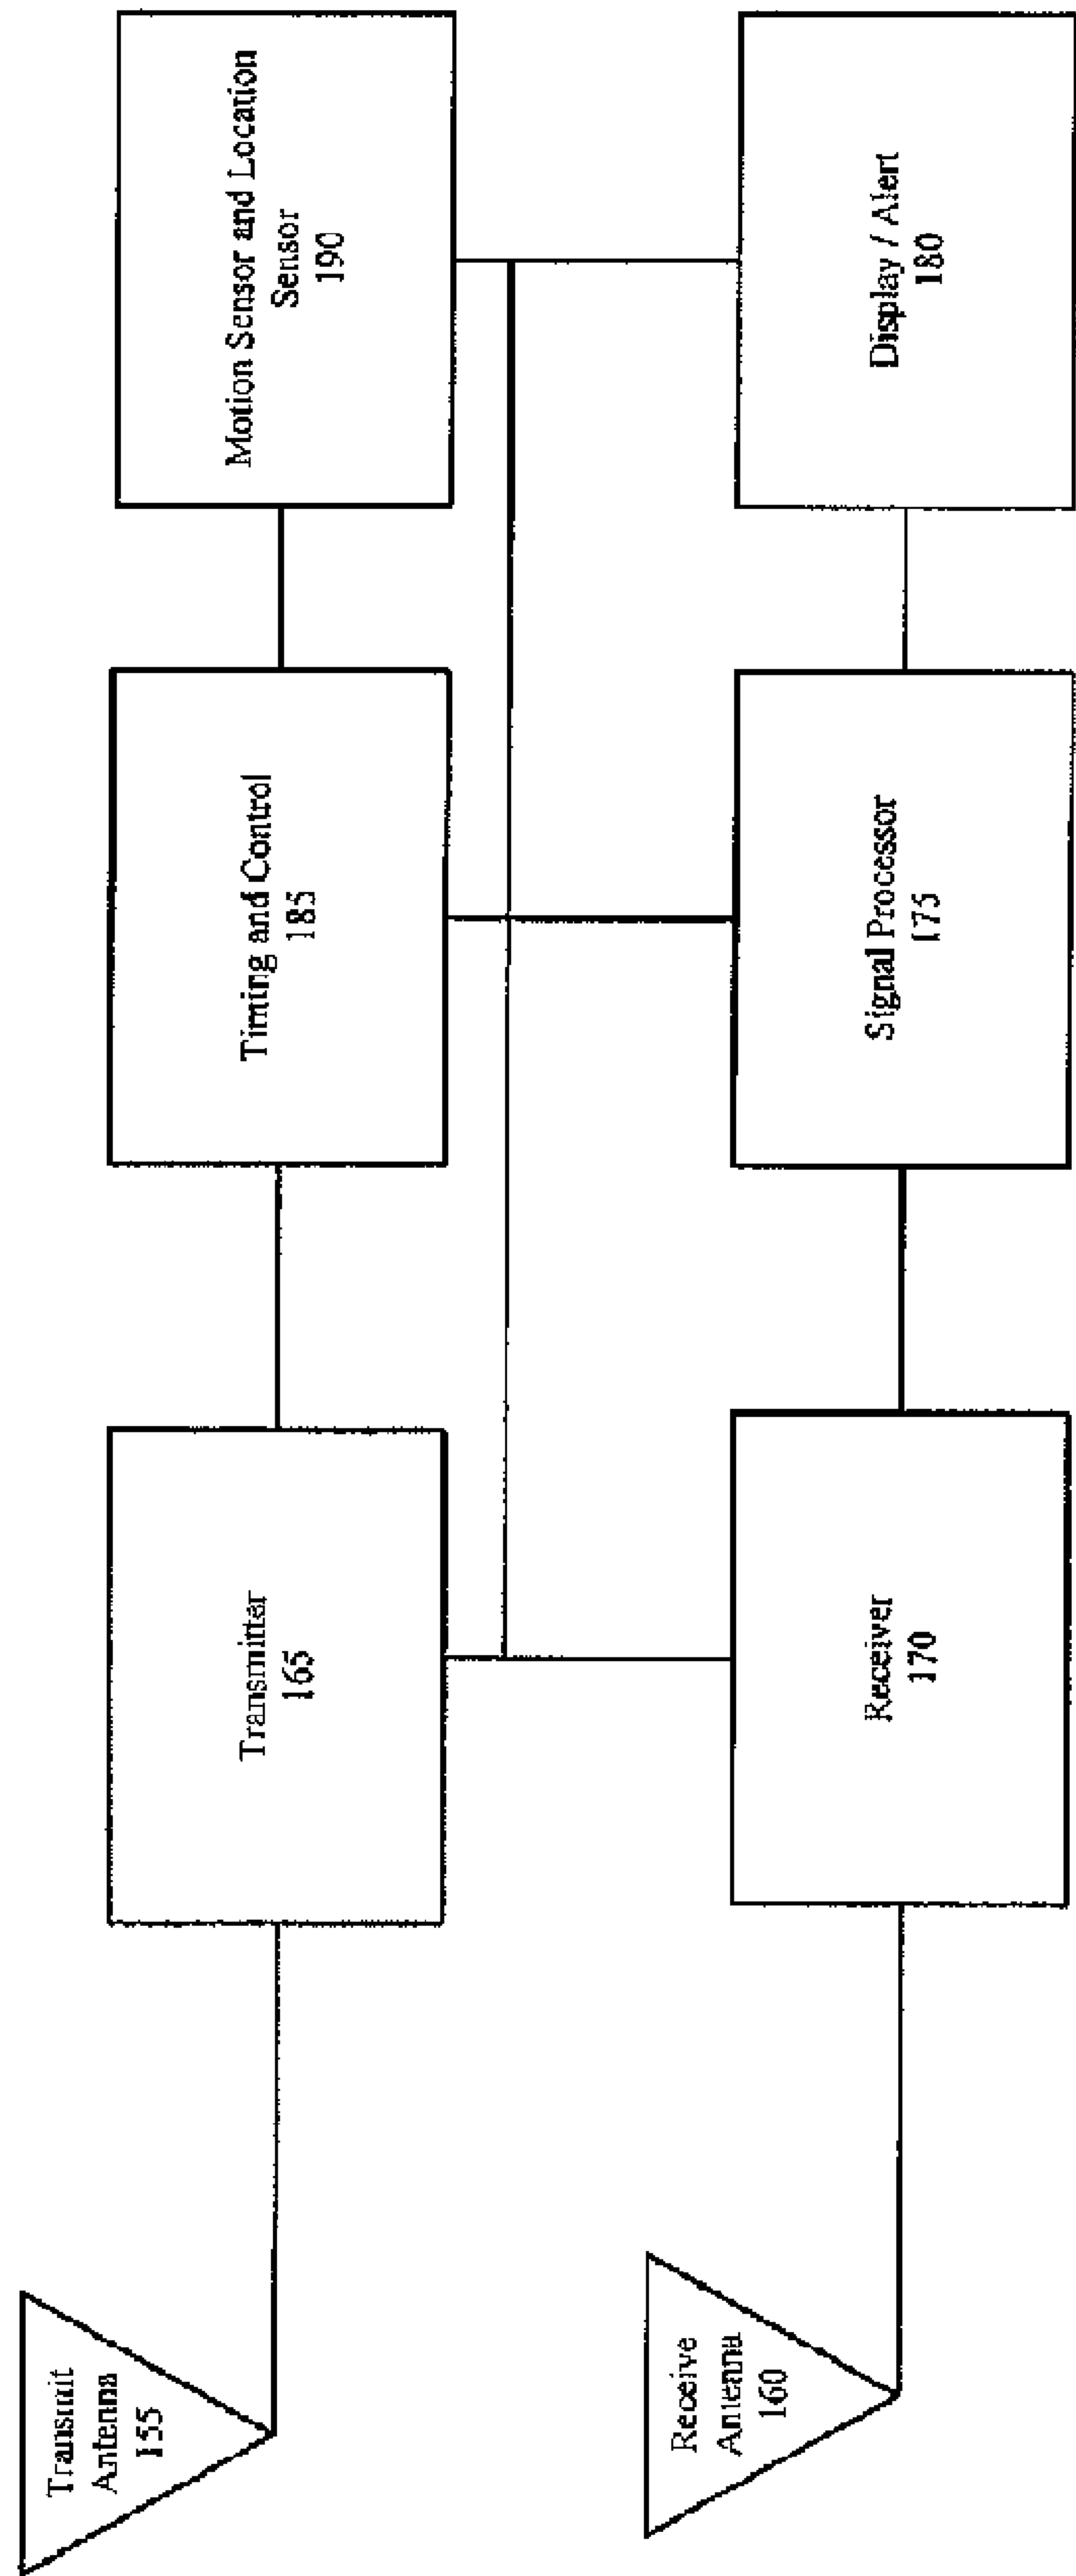 Transmit
Antenna
155
Transmitter
165
Timing and Control
185
Motion Sensor and Location
Sensor
190
Receive
Antenna
160
Receiver
170
Signal Processor
175
Display / Alert
180